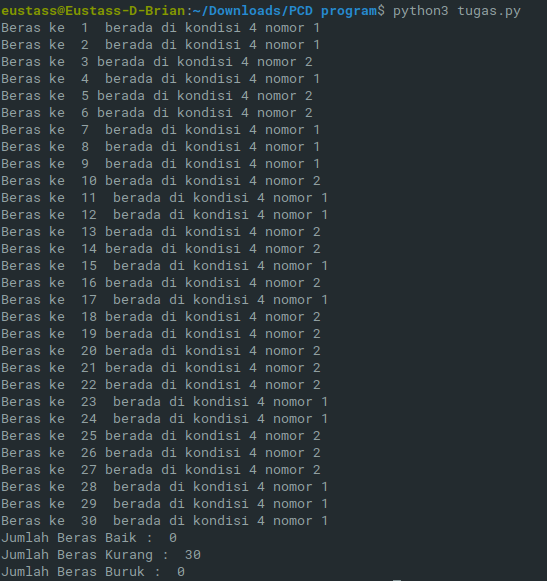 eustass@Eustass-D-Brian:~/Downloads/PCD program$ python3 tugas.py
Beras ke  1  berada di kondisi 4 nomor 1
Beras ke  2  berada di kondisi 4 nomor 1
Beras ke  3 berada di kondisi 4 nomor 2
Beras ke  4  berada di kondisi 4 nomor 1
Beras ke  5 berada di kondisi 4 nomor 2
Beras ke  6 berada di kondisi 4 nomor 2
Beras ke  7  berada di kondisi 4 nomor 1
Beras ke  8  berada di kondisi 4 nomor 1
Beras ke  9  berada di kondisi 4 nomor 1
Beras ke  10 berada di kondisi 4 nomor 2
Beras ke  11  berada di kondisi 4 nomor 1
Beras ke  12  berada di kondisi 4 nomor 1
Beras ke  13 berada di kondisi 4 nomor 2
Beras ke  14 berada di kondisi 4 nomor 2
Beras ke  15  berada di kondisi 4 nomor 1
Beras ke  16 berada di kondisi 4 nomor 2
Beras ke  17  berada di kondisi 4 nomor 1
Beras ke  18 berada di kondisi 4 nomor 2
Beras ke  19 berada di kondisi 4 nomor 2
Beras ke  20 berada di kondisi 4 nomor 2
Beras ke  21 berada di kondisi 4 nomor 2
Beras ke  22 berada di kondisi 4 nomor 2
Beras ke  23  berada di kondisi 4 nomor 1
Beras ke  24  berada di kondisi 4 nomor 1
Beras ke  25 berada di kondisi 4 nomor 2
Beras ke  26 berada di kondisi 4 nomor 2
Beras ke  27 berada di kondisi 4 nomor 2
Beras ke  28  berada di kondisi 4 nomor 1
Beras ke  29  berada di kondisi 4 nomor 1
Beras ke  30  berada di kondisi 4 nomor 1
Jumlah Beras Baik :  0
Jumlah Beras Kurang :  30
Jumlah Beras Buruk :  0